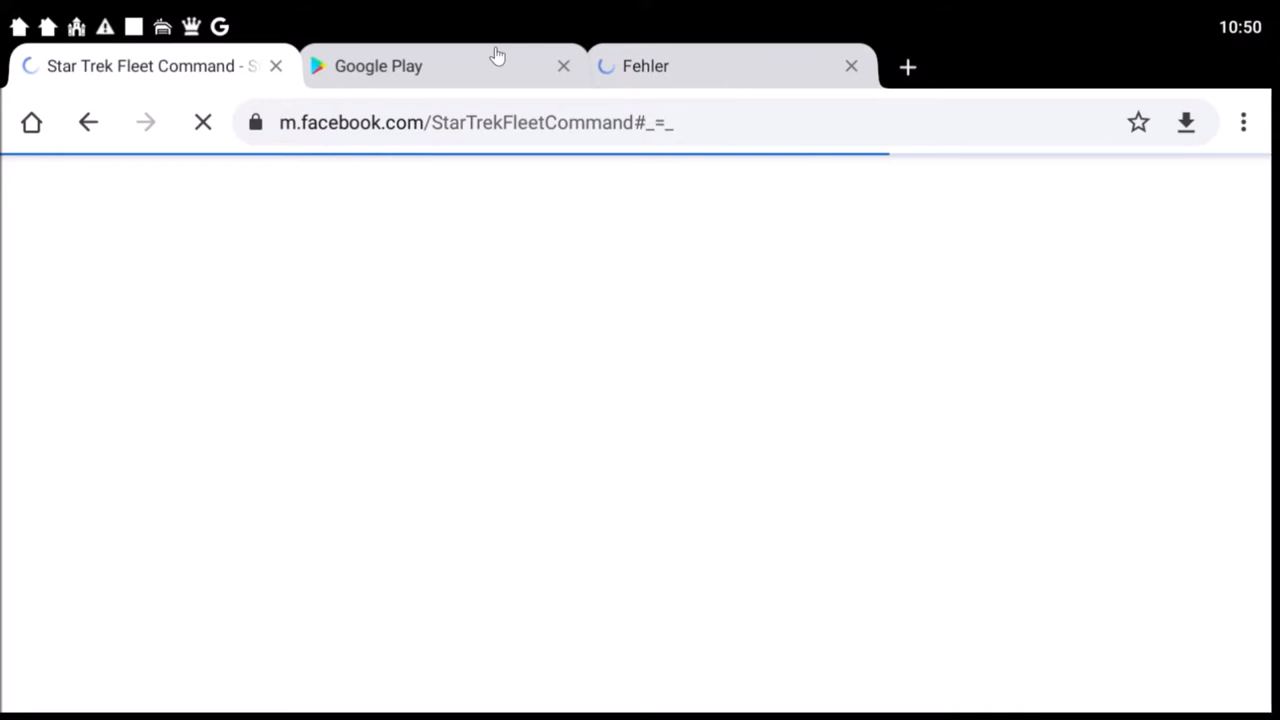 10:50
Star Trek Fleet Command - S
Google Play
Fehler
m.facebook.com/StarTrekFleetCommand#_=_